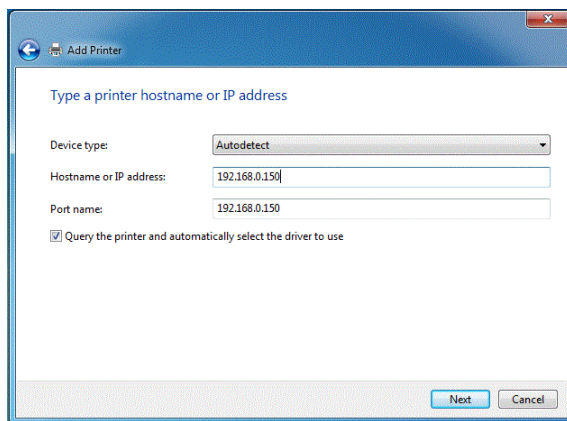 Add Printer
Type a printer hostname or IP address
Device type: Autodetect
Hostname or IP address: 192.168.0.150
Port name: 192.168.0.150
Query the printer and automatically select the driver to use
Next Cancel